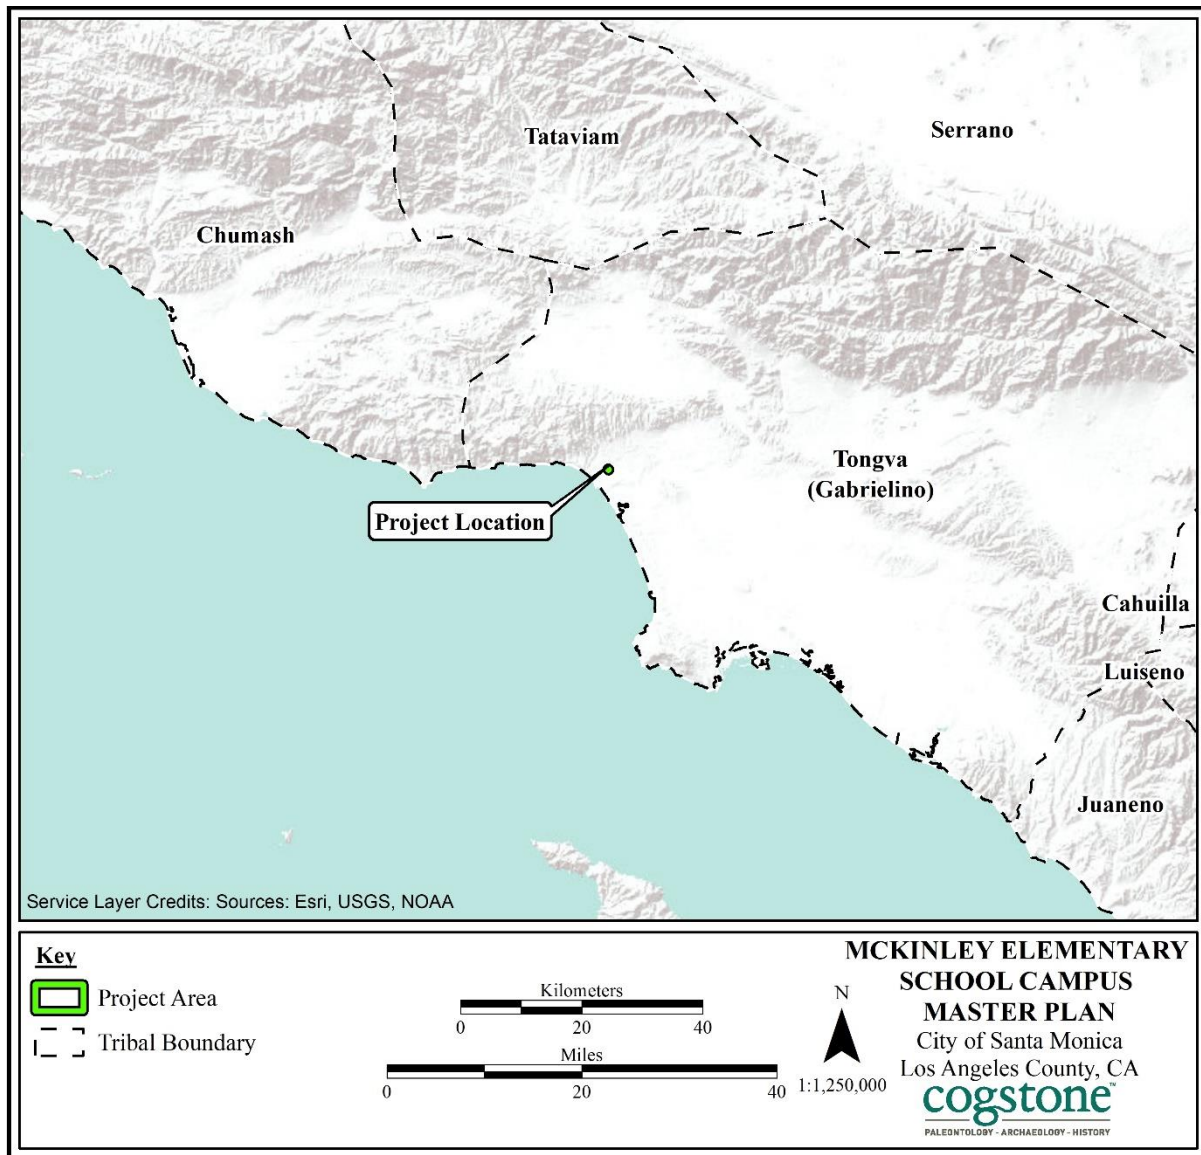 Tataviam
Serrano
Chumash
Tongva
(Gabrielino)
Project Location
Cahuilla
Luiseno
Juaneno
Service Layer Credits: Sources: Esri, USGS, NOAA
Key
Project Area
Tribal Boundary
Kilometers
0 20 40
Miles
0 20 40
N
1:1,250,000
MCKINLEY ELEMENTARY
SCHOOL CAMPUS
MASTER PLAN
City of Santa Monica
Los Angeles County, CA
cogstone™
PALEONTOLOGY - ARCHAEOLOGY - HISTORY